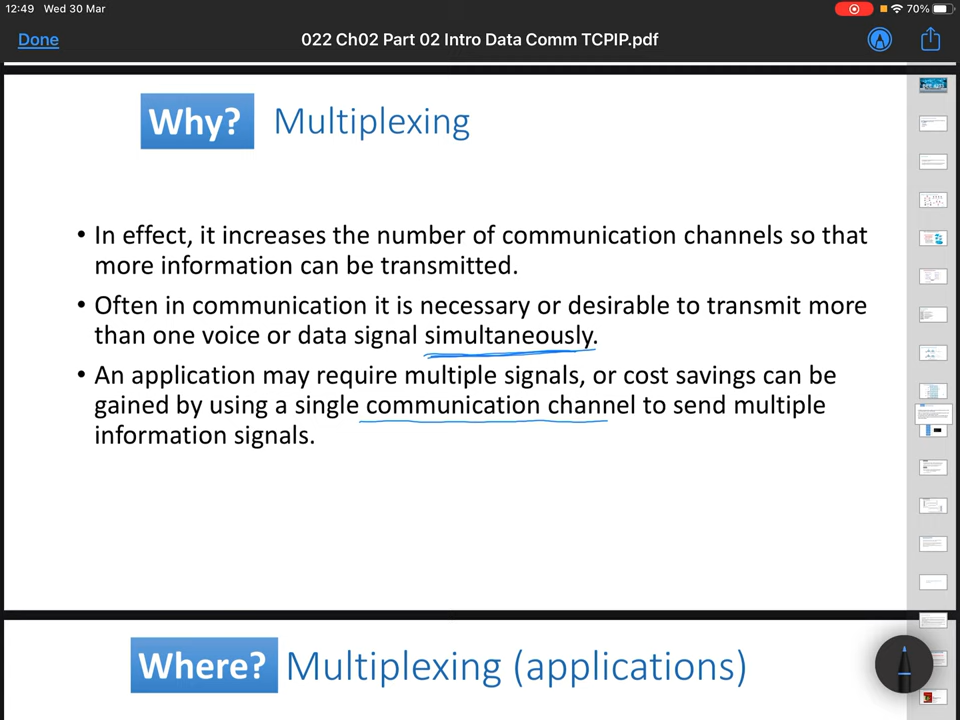 12:49 Wed 30 Mar 70%
Done 022 Ch02 Part 02 Intro Data Comm TCPIP.pdf
Why? Multiplexing
• In effect, it increases the number of communication channels so that
more information can be transmitted.
• Often in communication it is necessary or desirable to transmit more
than one voice or data signal simultaneously.
• An application may require multiple signals, or cost savings can be
gained by using a single communication channel to send multiple
information signals.
Where? Multiplexing (applications)